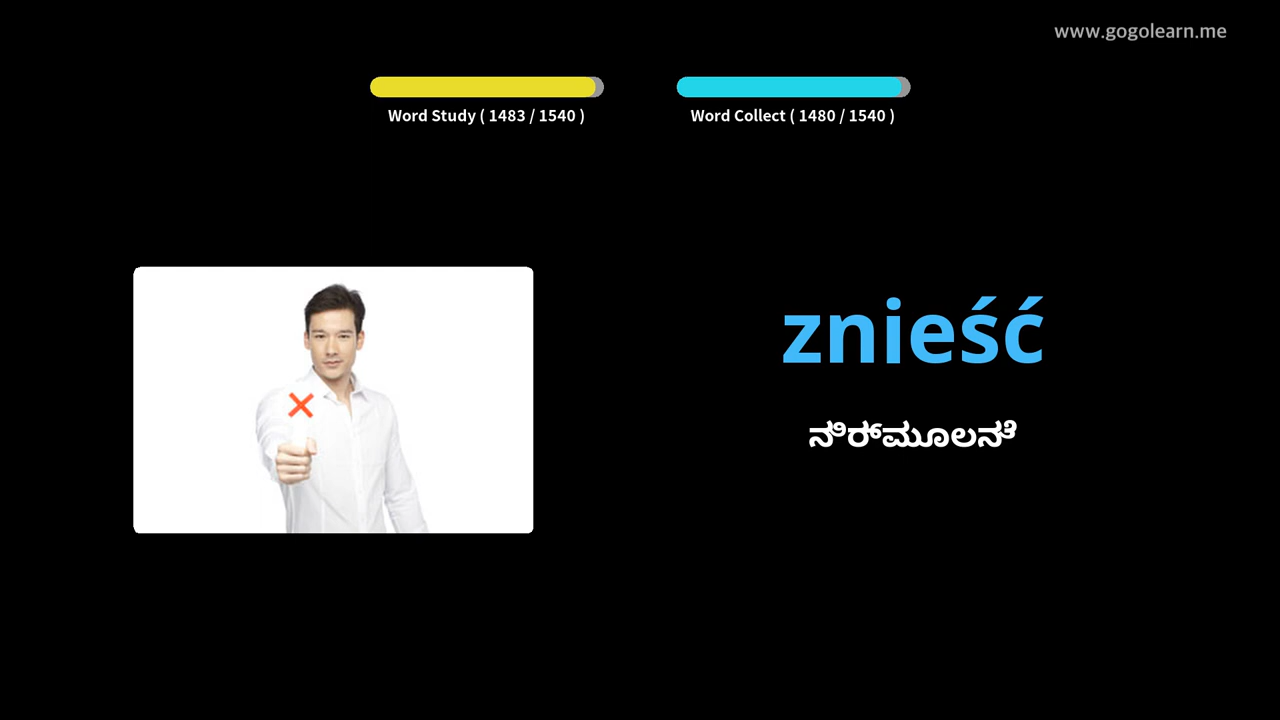 www.gogolearn.me
Word Study ( 1483 / 1540 )
Word Collect ( 1480 / 1540 )
znieść
ನಿರ್ಮೂಲನೆ